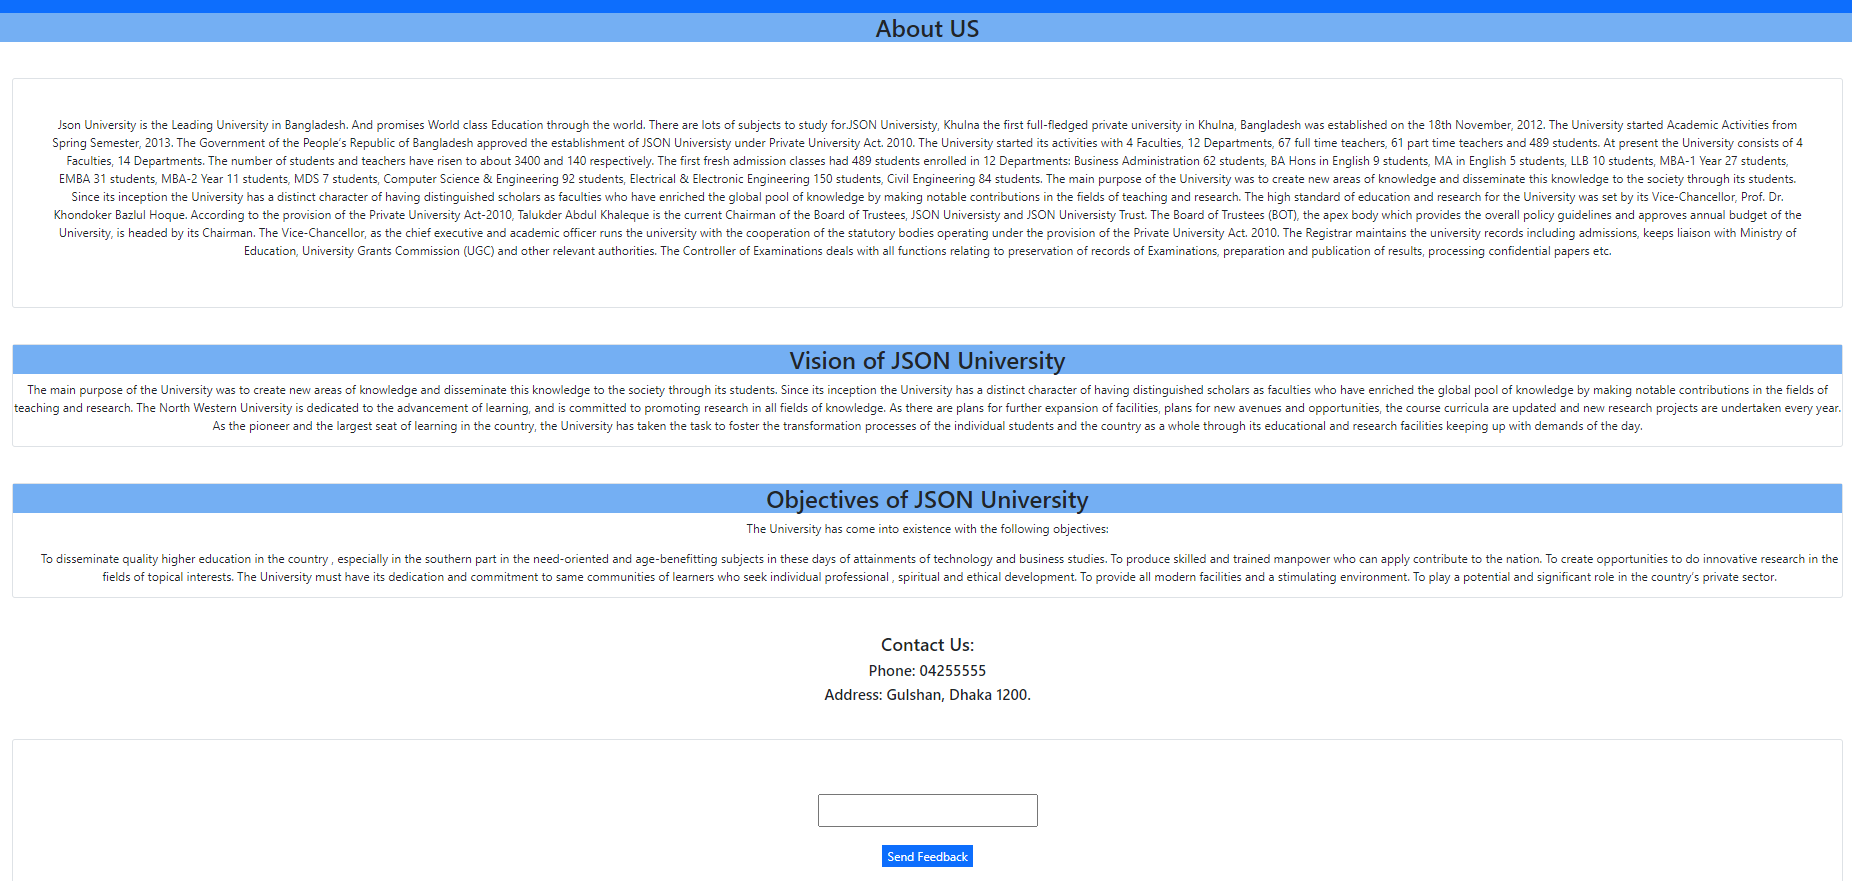 About US
Json University is the Leading University in Bangladesh. And promises World class Education through the world. There are lots of subjects to study for.JSON Universisty, Khulna the first full-fledged private university in Khulna, Bangladesh was established on the 18th November, 2012. The University started Academic Activities from
Spring Semester, 2013. The Government of the People's Republic of Bangladesh approved the establishment of JSON Universisty under Private University Act. 2010. The University started its activities with 4 Faculties, 12 Departments, 67 full time teachers, 61 part time teachers and 489 students. At present the University consists of 4
Faculties, 14 Departments. The number of students and teachers have risen to about 3400 and 140 respectively. The first fresh admission classes had 489 students enrolled in 12 Departments: Business Administration 62 students, BA Hons in English 9 students, MA in English 5 students, LLB 10 students, MBA-1 Year 27 students,
EMBA 31 students, MBA-2 Year 11 students, MDS 7 students, Computer Science & Engineering 92 students, Electrical & Electronic Engineering 150 students, Civil Engineering 84 students. The main purpose of the University was to create new areas of knowledge and disseminate this knowledge to the society through its students.
Since its inception the University has a distinct character of having distinguished scholars as faculties who have enriched the global pool of knowledge by making notable contributions in the fields of teaching and research. The high standard of education and research for the University was set by its Vice-Chancellor, Prof. Dr.
Khondoker Bazlul Hoque. According to the provision of the Private University Act-2010, Talukder Abdul Khaleque is the current Chairman of the Board of Trustees, JSON Universisty and JSON Universisty Trust. The Board of Trustees (BOT), the apex body which provides the overall policy guidelines and approves annual budget of the
University, is headed by its Chairman. The Vice-Chancellor, as the chief executive and academic officer runs the university with the cooperation of the statutory bodies operating under the provision of the Private University Act. 2010. The Registrar maintains the university records including admissions, keeps liaison with Ministry of
Education, University Grants Commission (UGC) and other relevant authorities. The Controller of Examinations deals with all functions relating to preservation of records of Examinations, preparation and publication of results, processing confidential papers etc.
Vision of JSON University
The main purpose of the University was to create new areas of knowledge and disseminate this knowledge to the society through its students. Since its inception the University has a distinct character of having distinguished scholars as faculties who have enriched the global pool of knowledge by making notable contributions in the fields of
teaching and research. The North Western University is dedicated to the advancement of learning, and is committed to promoting research in all fields of knowledge. As there are plans for further expansion of facilities, plans for new avenues and opportunities, the course curricula are updated and new research projects are undertaken every year.
As the pioneer and the largest seat of learning in the country, the University has taken the task to foster the transformation processes of the individual students and the country as a whole through its educational and research facilities keeping up with demands of the day.
Objectives of JSON University
The University has come into existence with the following objectives:
To disseminate quality higher education in the country , especially in the southern part in the need-oriented and age-benefitting subjects in these days of attainments of technology and business studies. To produce skilled and trained manpower who can apply contribute to the nation. To create opportunities to do innovative research in the
fields of topical interests. The University must have its dedication and commitment to same communities of learners who seek individual professional , spiritual and ethical development. To provide all modern facilities and a stimulating environment. To play a potential and significant role in the country's private sector.
Contact Us:
Phone: 04255555
Address: Gulshan, Dhaka 1200.
Send Feedback